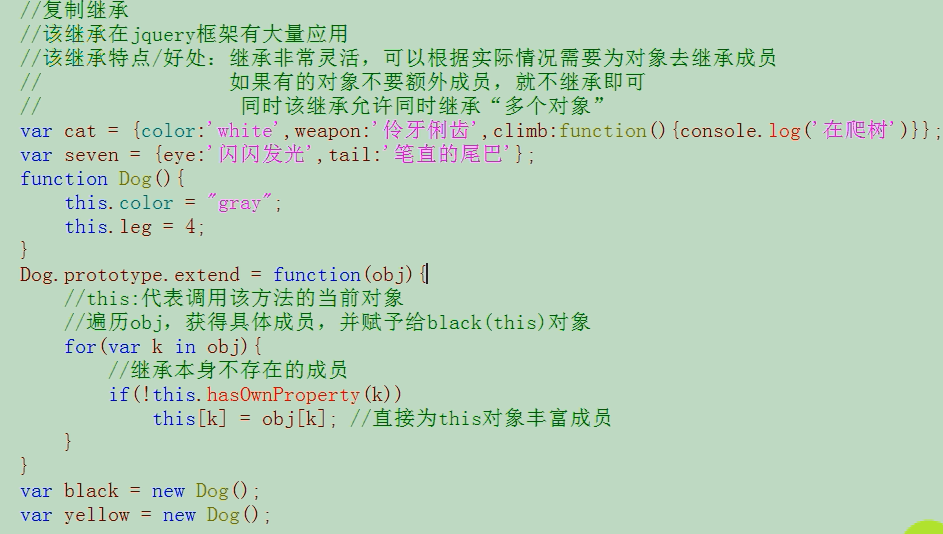 //复制继承
//该继承在jquery框架有大量应用
//该继承特点/好处：继承非常灵活，可以根据实际情况需要为对象去继承成员
//                 如果有的对象不要额外成员，就不继承即可
//                  同时该继承允许同时继承“多个对象”
var cat = {color:'white',weapon:'伶牙俐齿',climb:function(){console.log('在爬树')}};
var seven = {eye:'闪闪发光',tail:'笔直的尾巴'};
function Dog(){
    this.color = "gray";
    this.leg = 4;
}
Dog.prototype.extend = function(obj){
    //this:代表调用该方法的当前对象
    //遍历obj，获得具体成员，并赋予给black(this)对象
    for(var k in obj){
        //继承本身不存在的成员
        if(!this.hasOwnProperty(k))
            this[k] = obj[k]; //直接为this对象丰富成员
    }
}
var black = new Dog();
var yellow = new Dog();